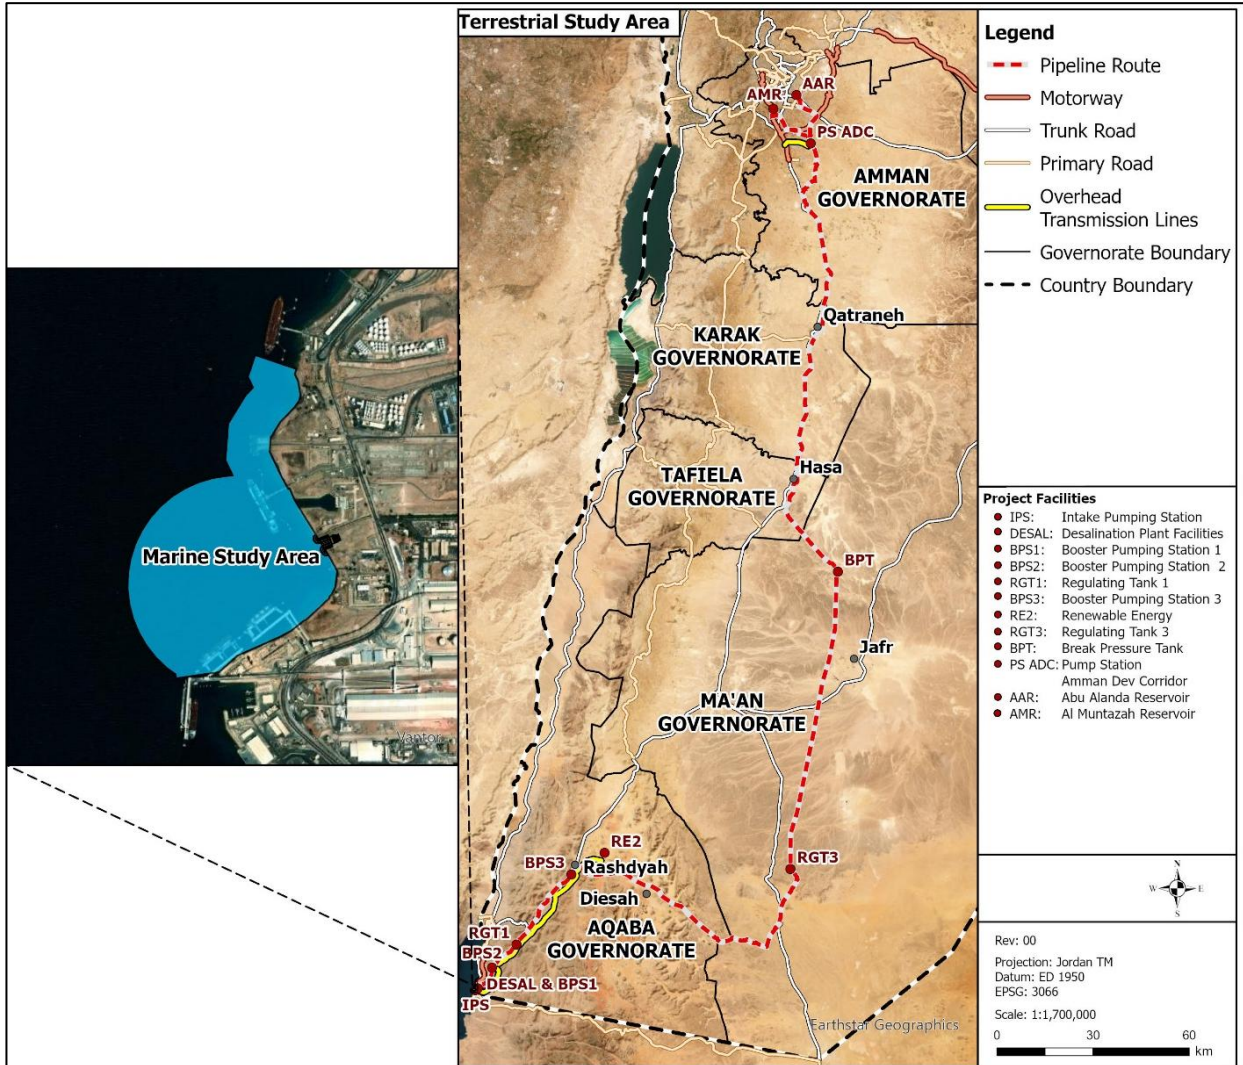 Terrestrial Study Area
AAR
AMR
PS ADC
AMMAN
GOVERNORATE
Qatraneh
KARAK
GOVERNORATE
Hasa
TAFIELA
GOVERNORATE
BPT
Jafr
MA'AN
GOVERNORATE
RE2
BPS3
Rashdyah
RGT3
Diesah
RGT1
AQABA
GOVERNORATE
BPS2
DESAL & BPS1
IPS
Earthstar Geographics
Marine Study Area
Vantor
Legend
Pipeline Route
Motorway
Trunk Road
Primary Road
Overhead
Transmission Lines
Governorate Boundary
Country Boundary
Project Facilities
IPS: Intake Pumping Station
DESAL: Desalination Plant Facilities
BPS1: Booster Pumping Station 1
BPS2: Booster Pumping Station 2
RGT1: Regulating Tank 1
BPS3: Booster Pumping Station 3
RE2: Renewable Energy
RGT3: Regulating Tank 3
BPT: Break Pressure Tank
PS ADC: Pump Station
Amman Dev Corridor
AAR: Abu Alanda Reservoir
AMR: Al Muntazah Reservoir
N
W E
S
Rev: 00
Projection: Jordan TM
Datum: ED 1950
EPSG: 3066
Scale: 1:1,700,000
0 30 60
km